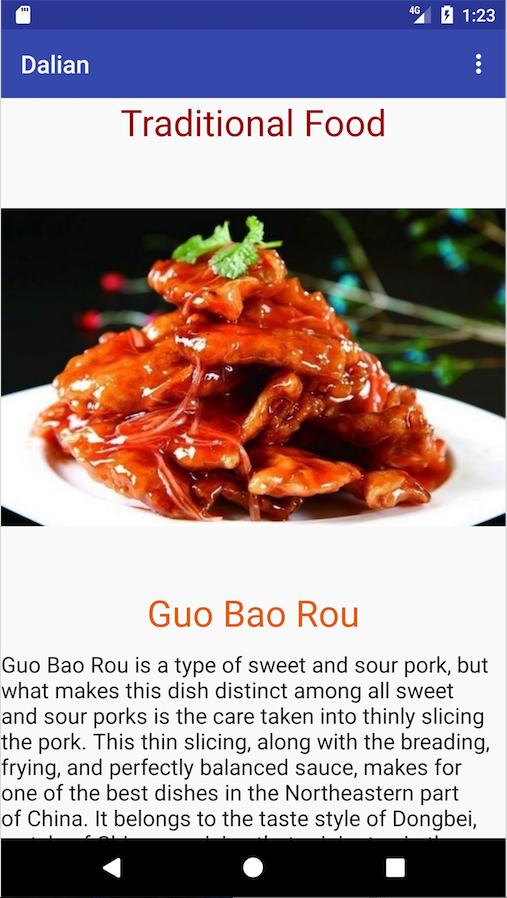 4G 1:23
Dalian
Traditional Food
Guo Bao Rou
Guo Bao Rou is a type of sweet and sour pork, but
what makes this dish distinct among all sweet
and sour porks is the care taken into thinly slicing
the pork. This thin slicing, along with the breading,
frying, and perfectly balanced sauce, makes for
one of the best dishes in the Northeastern part
of China. It belongs to the taste style of Dongbei,